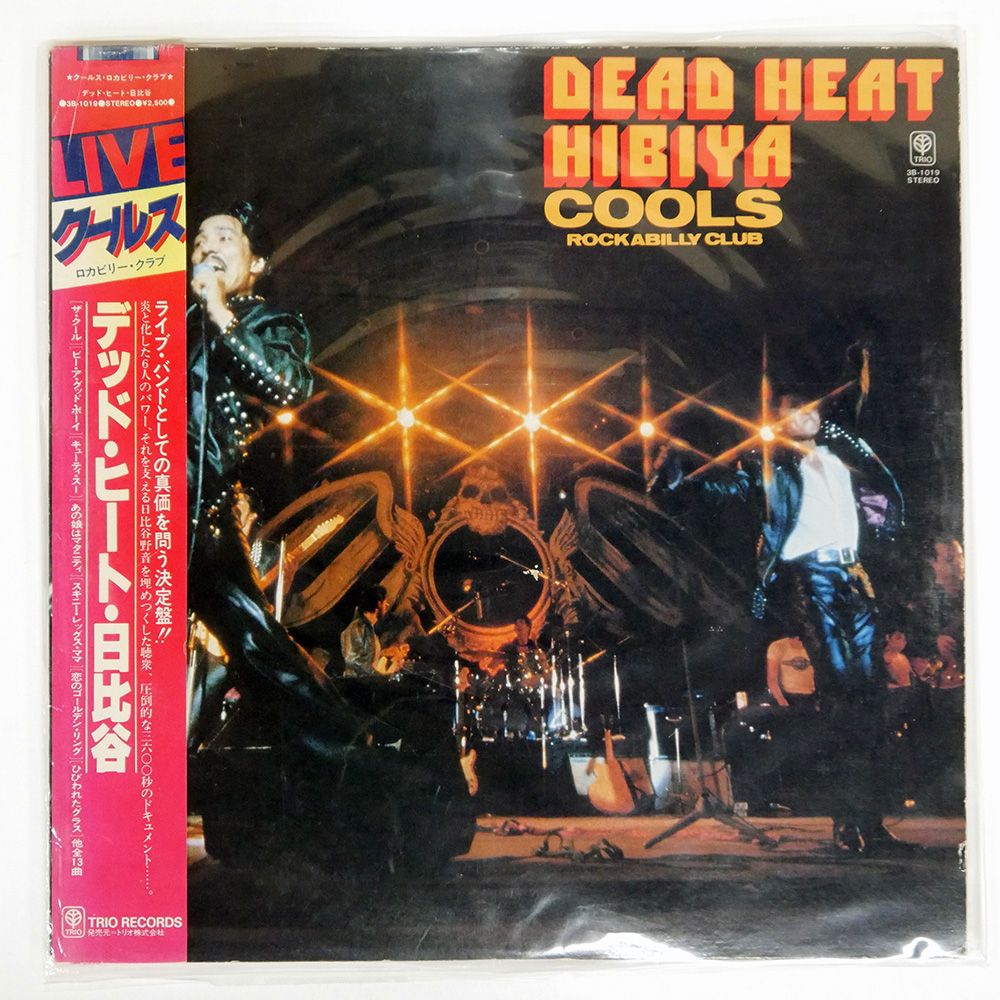 ★クールス・ロカビリー・クラブ★
デッド・ヒート・日比谷
●3B-1019●STEREO●¥2,500●
LIVE
クールス
ロカビリー・クラブ
ライブ・バンドとしての真価を問う決定盤!!
炎と化した6人のパワー、それを支える日比谷野音を埋めつくした聴衆、圧倒的な三六〇〇秒のドキュメント……。
デッド・ヒート・日比谷
ザ・クール|ビー・ア・グッド・ボーイ|キューティ・スー|あの娘はマタニティ|スキニー・レッグス・ママ|恋のゴールデン・リング|ひびわれたグラス|他全13曲
TRIO
TRIO RECORDS
発売元=トリオ株式会社
DEAD HEAT
HIBIYA
COOLS
ROCKABILLY CLUB
TRIO
3B-1019
STEREO